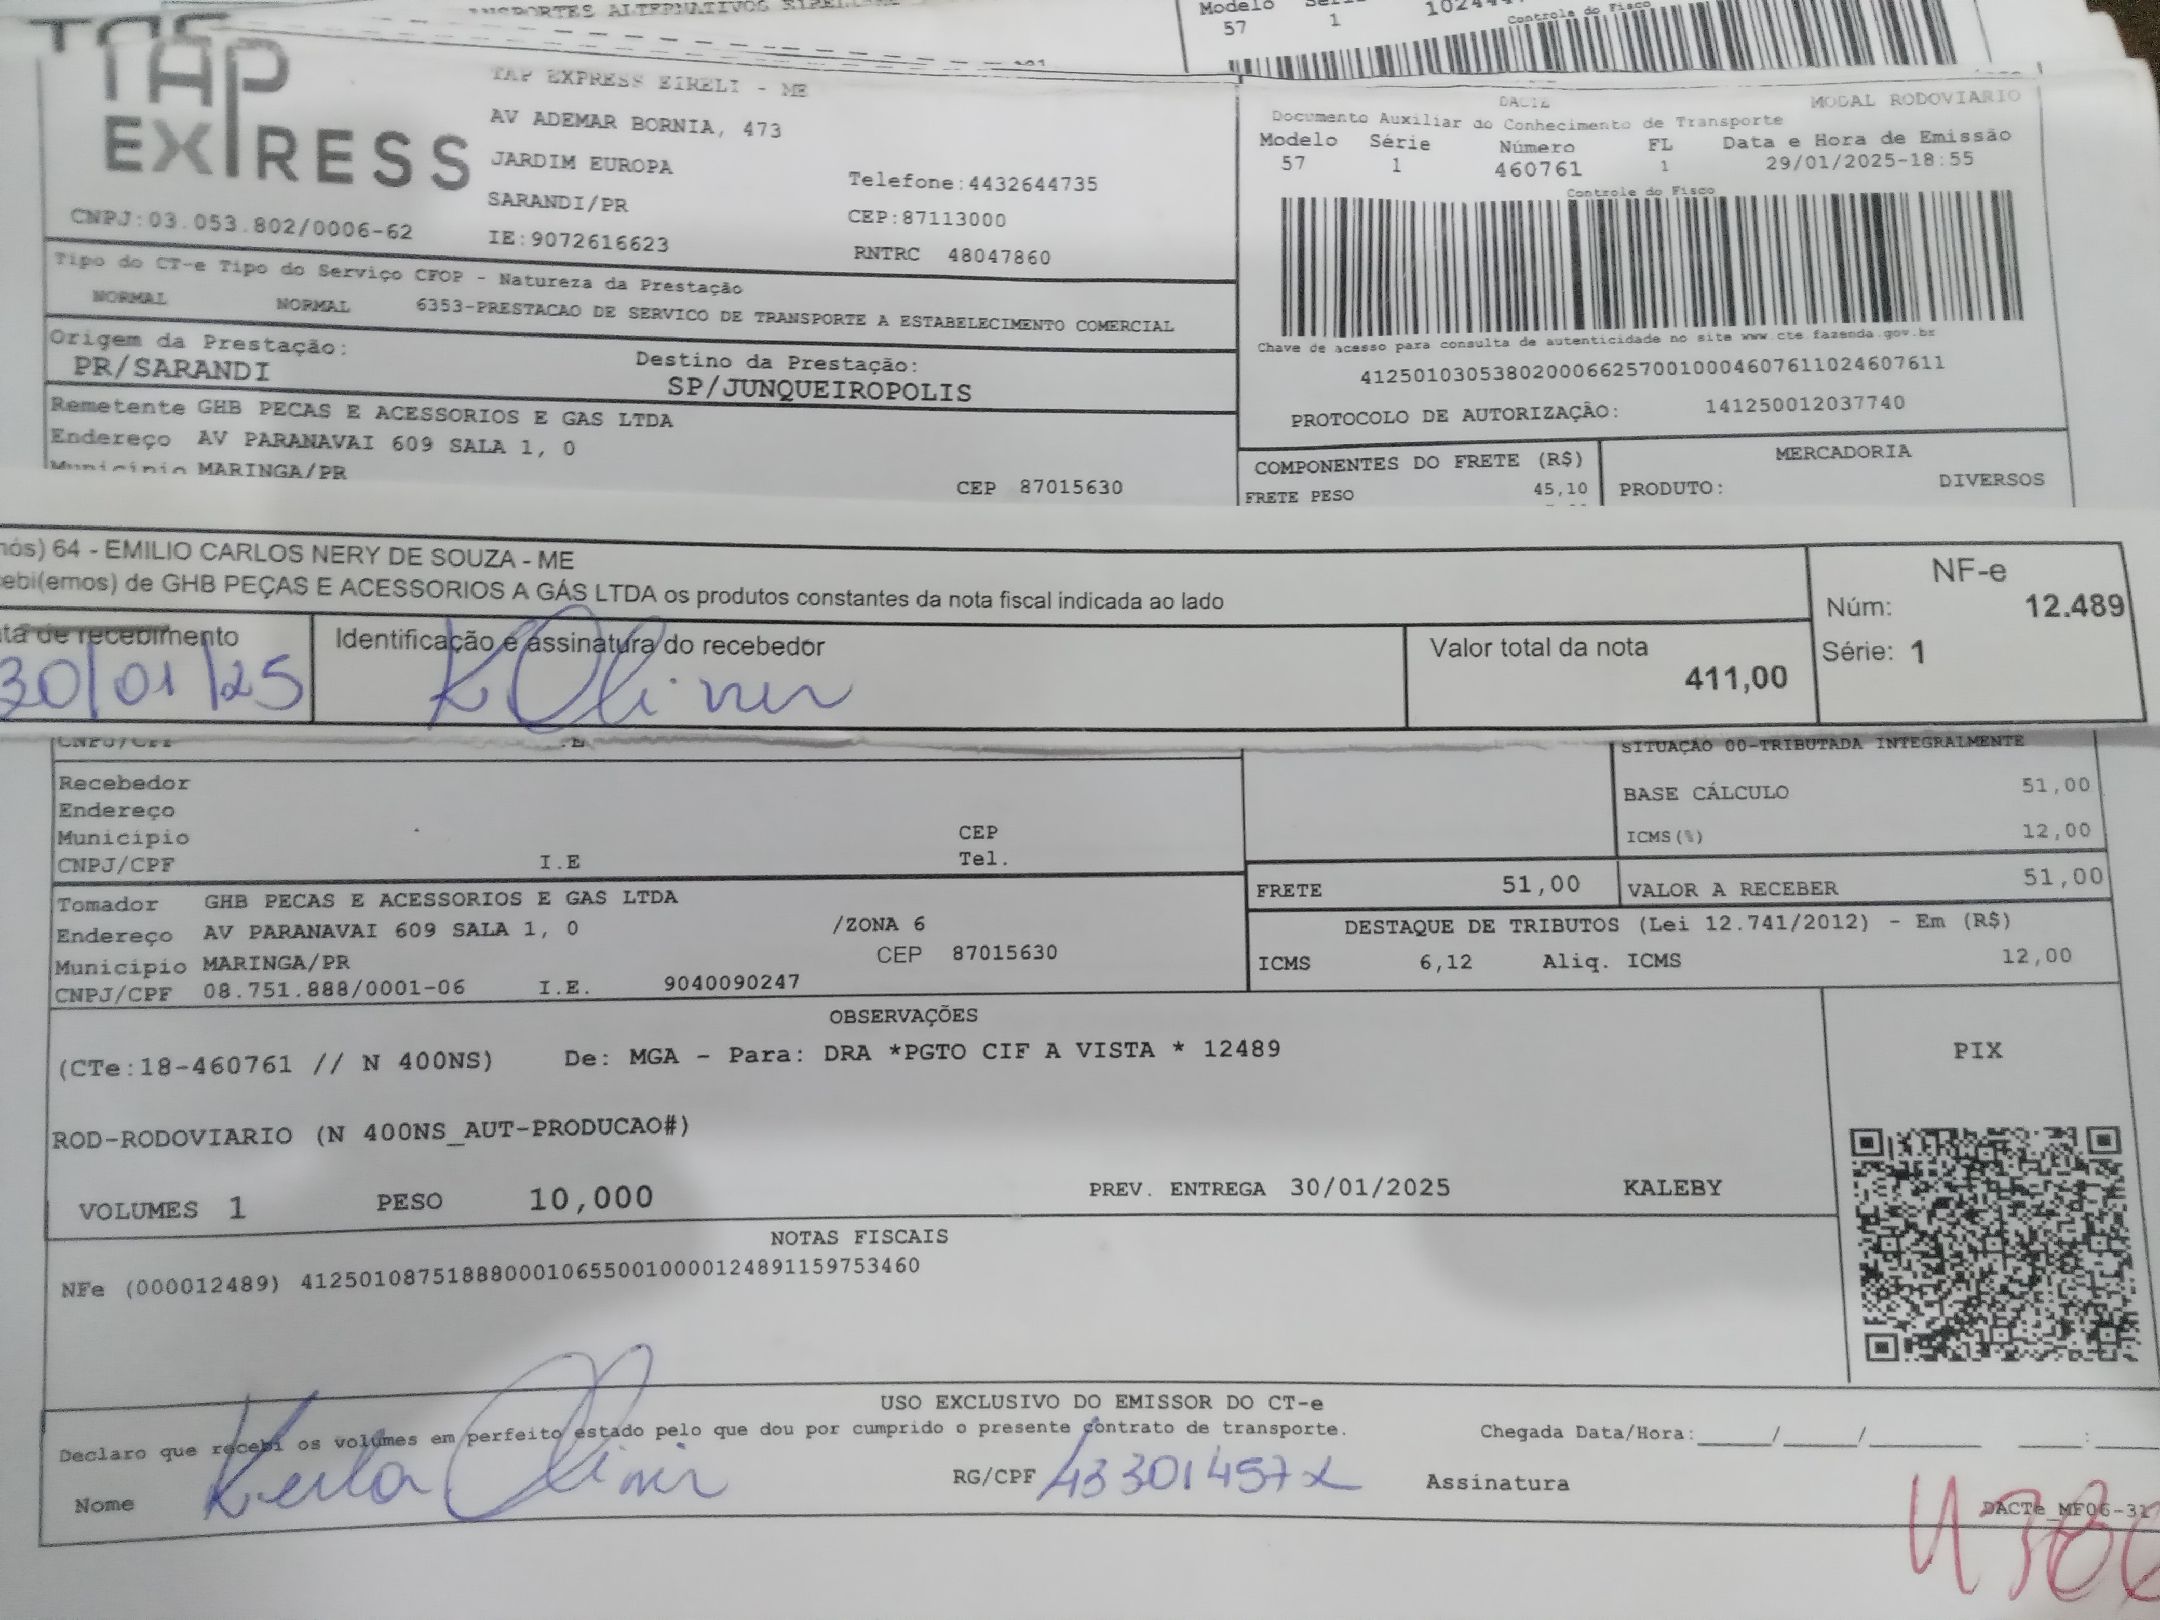 Modelo
57 1
Controle do Fisco
TAP EXPRESS
TAP EXPRESS EIRELI - ME
AV ADEMAR BORNIA, 473
JARDIM EUROPA
SARANDI/PR
IE:9072616623
Telefone:4432644735
CEP:87113000
RNTRC 48047860
CNPJ:03.053.802/0006-62
DACTE MODAL RODOVIARIO
Documento Auxiliar do Conhecimento de Transporte
Modelo Série Número FL Data e Hora de Emissão
57 1 460761 1 29/01/2025-18:55
Controle do Fisco
Chave de acesso para consulta de autenticidade no site www.cte.fazenda.gov.br
41250103053802000662570010004607611024607611
PROTOCOLO DE AUTORIZAÇÃO: 141250012037740
Tipo do CT-e Tipo do Serviço CFOP - Natureza da Prestação
NORMAL NORMAL 6353-PRESTACAO DE SERVICO DE TRANSPORTE A ESTABELECIMENTO COMERCIAL
Origem da Prestação: Destino da Prestação:
PR/SARANDI SP/JUNQUEIROPOLIS
Remetente GHB PECAS E ACESSORIOS E GAS LTDA
Endereço AV PARANAVAI 609 SALA 1, 0
Município MARINGA/PR CEP 87015630
COMPONENTES DO FRETE (R$) MERCADORIA
FRETE PESO 45,10 PRODUTO: DIVERSOS
64 - EMILIO CARLOS NERY DE SOUZA - ME
ebi(emos) de GHB PEÇAS E ACESSORIOS A GÁS LTDA os produtos constantes da nota fiscal indicada ao lado
ta de recebimento Identificação e assinatura do recebedor Valor total da nota
30/01/25 411,00
NF-e
Núm: 12.489
Série: 1
CNPJ/CPF I.E
SITUAÇÃO 00-TRIBUTADA INTEGRALMENTE
Recebedor
Endereço
Município CEP
CNPJ/CPF I.E Tel.
BASE CÁLCULO 51,00
ICMS(%) 12,00
FRETE 51,00 VALOR A RECEBER 51,00
Tomador GHB PECAS E ACESSORIOS E GAS LTDA
Endereço AV PARANAVAI 609 SALA 1, 0 /ZONA 6
Município MARINGA/PR CEP 87015630
CNPJ/CPF 08.751.888/0001-06 I.E. 9040090247
DESTAQUE DE TRIBUTOS (Lei 12.741/2012) - Em (R$)
ICMS 6,12 Aliq. ICMS 12,00
OBSERVAÇÕES
(CTe:18-460761 // N 400NS) De: MGA - Para: DRA *PGTO CIF A VISTA * 12489
PIX
ROD-RODOVIARIO (N 400NS_AUT-PRODUCAO#)
VOLUMES 1 PESO 10,000 PREV. ENTREGA 30/01/2025 KALEBY
NOTAS FISCAIS
NFe (000012489) 41250108751888000106550010000124891159753460
USO EXCLUSIVO DO EMISSOR DO CT-e
Declaro que recebi os volumes em perfeito estado pelo que dou por cumprido o presente contrato de transporte. Chegada Data/Hora:____/____/______ ____:____
Nome RG/CPF 43301457x Assinatura
DACTe_MF06-31